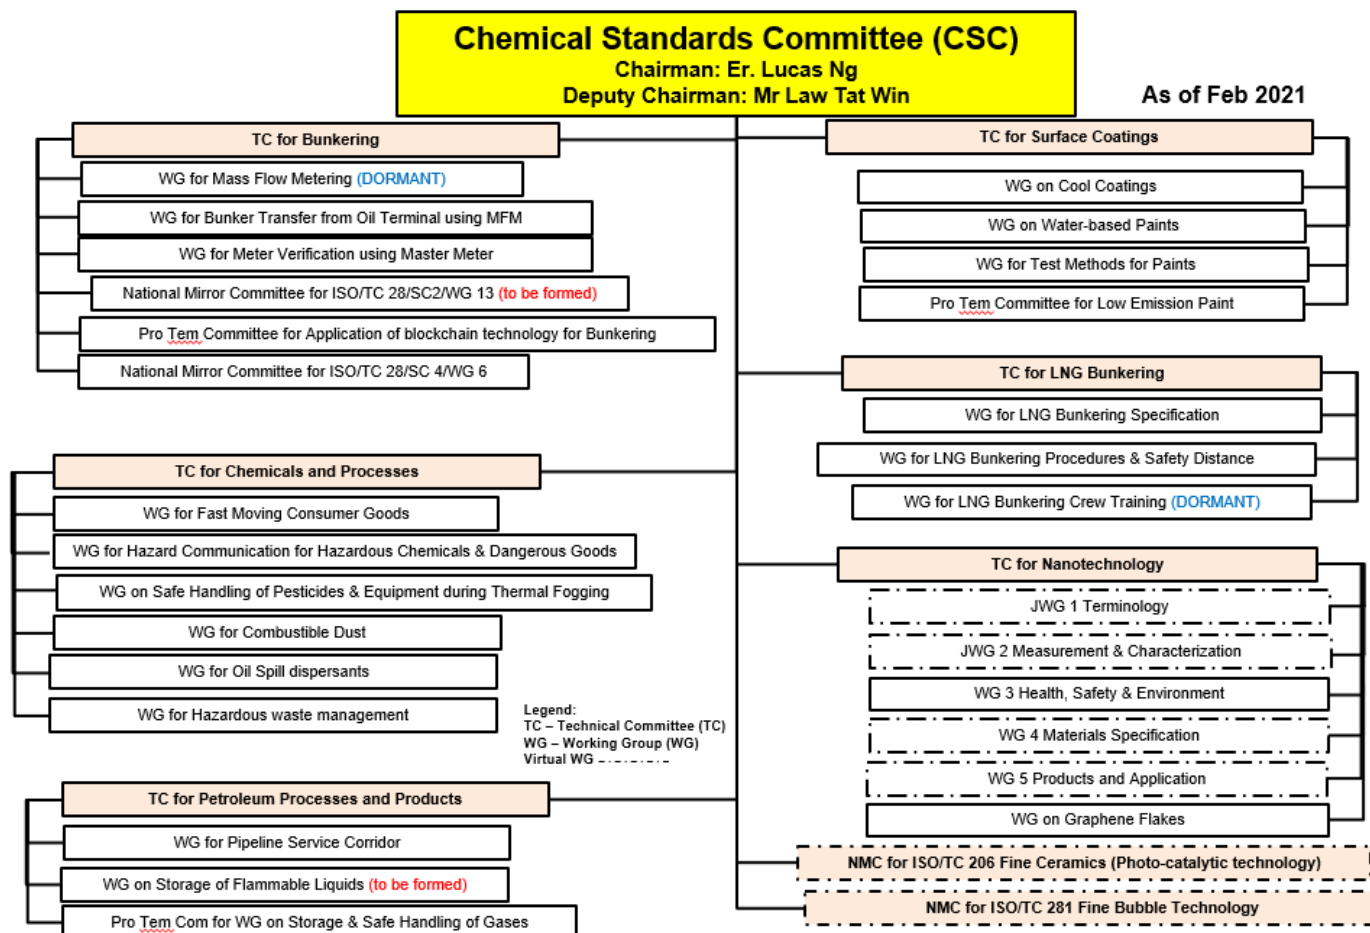 Chemical Standards Committee (CSC)
Chairman: Er. Lucas Ng
Deputy Chairman: Mr Law Tat Win
As of Feb 2021
TC for Bunkering
WG for Mass Flow Metering (DORMANT)
WG for Bunker Transfer from Oil Terminal using MFM
WG for Meter Verification using Master Meter
National Mirror Committee for ISO/TC 28/SC2/WG 13 (to be formed)
Pro Tem Committee for Application of blockchain technology for Bunkering
National Mirror Committee for ISO/TC 28/SC 4/WG 6
TC for Chemicals and Processes
WG for Fast Moving Consumer Goods
WG for Hazard Communication for Hazardous Chemicals & Dangerous Goods
WG on Safe Handling of Pesticides & Equipment during Thermal Fogging
WG for Combustible Dust
WG for Oil Spill dispersants
WG for Hazardous waste management
TC for Petroleum Processes and Products
WG for Pipeline Service Corridor
WG on Storage of Flammable Liquids (to be formed)
Pro Tem Com for WG on Storage & Safe Handling of Gases
Legend:
TC – Technical Committee (TC)
WG – Working Group (WG)
Virtual WG
TC for Surface Coatings
WG on Cool Coatings
WG on Water-based Paints
WG for Test Methods for Paints
Pro Tem Committee for Low Emission Paint
TC for LNG Bunkering
WG for LNG Bunkering Specification
WG for LNG Bunkering Procedures & Safety Distance
WG for LNG Bunkering Crew Training (DORMANT)
TC for Nanotechnology
JWG 1 Terminology
JWG 2 Measurement & Characterization
WG 3 Health, Safety & Environment
WG 4 Materials Specification
WG 5 Products and Application
WG on Graphene Flakes
NMC for ISO/TC 206 Fine Ceramics (Photo-catalytic technology)
NMC for ISO/TC 281 Fine Bubble Technology